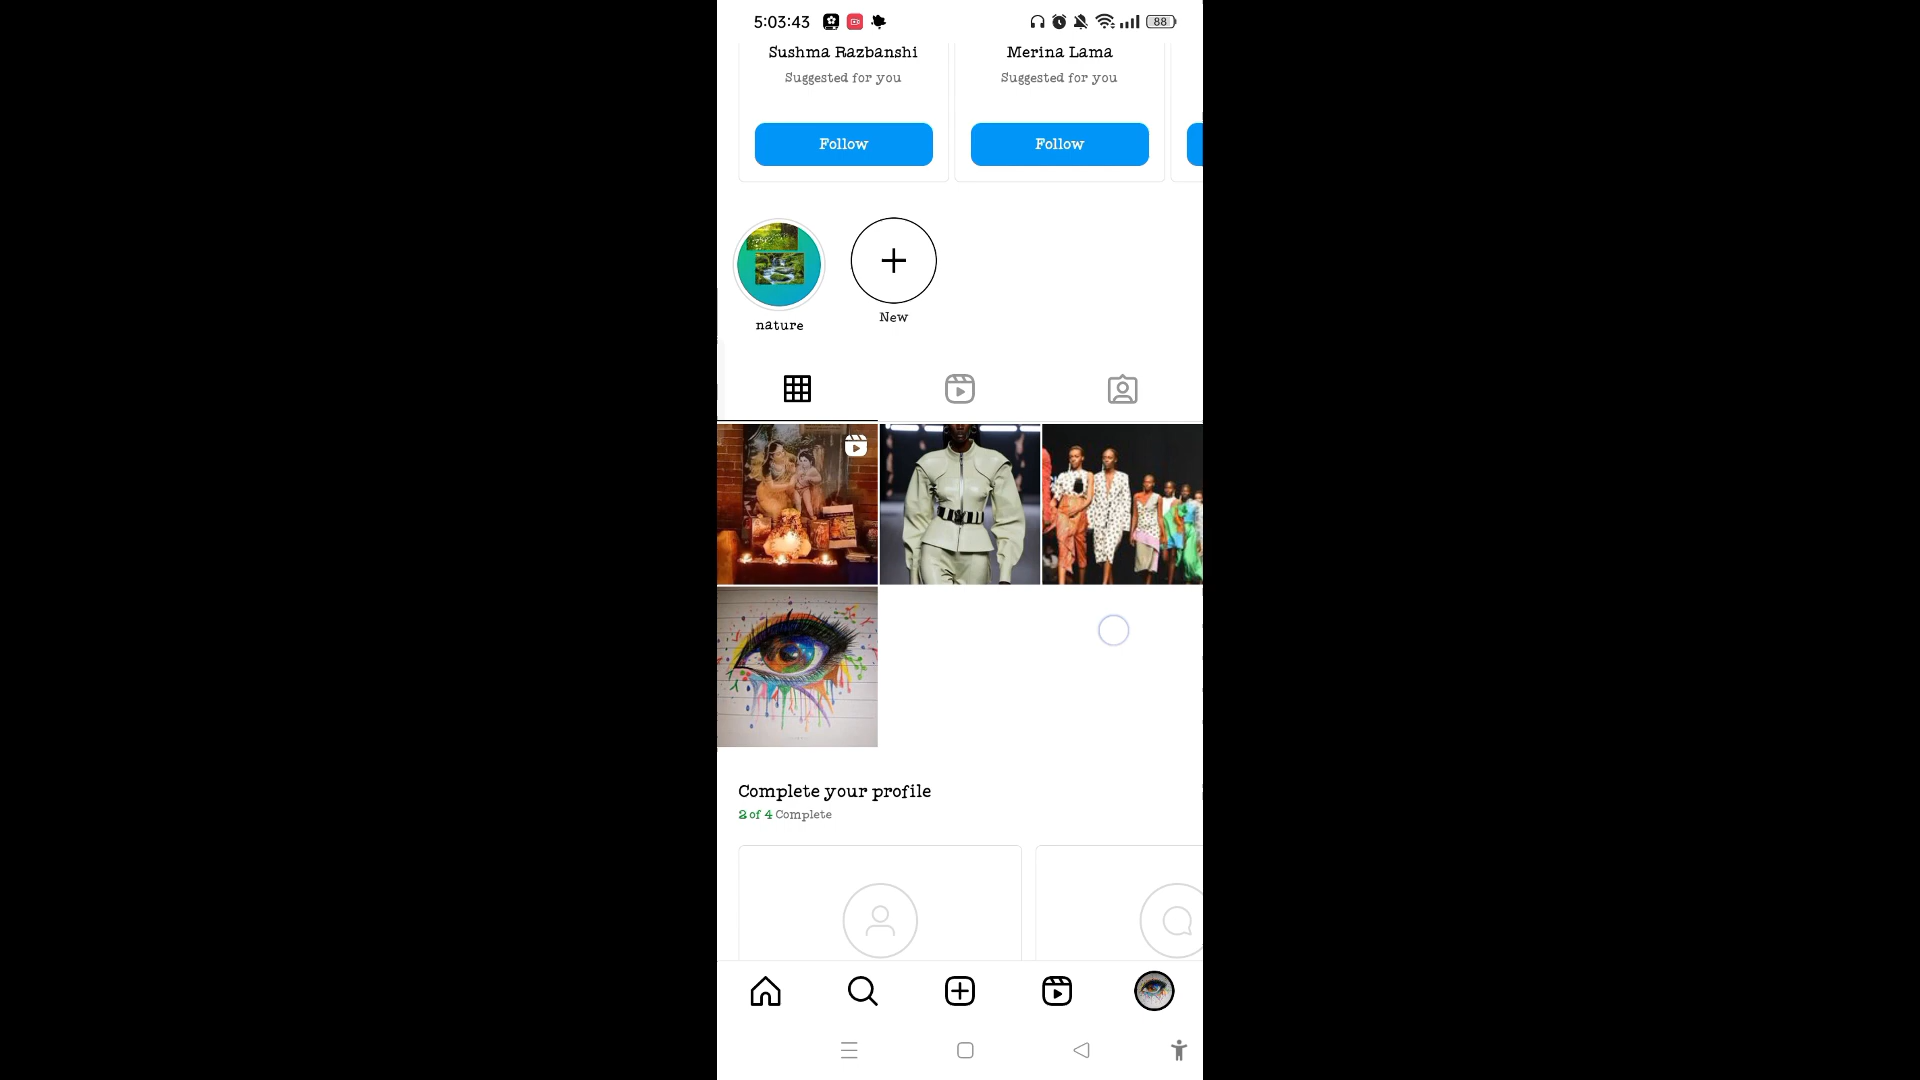 5:03:43
88
Sushma Razbanshi
Merina Lama
Suggested for you
Suggested for you
Follow
Follow
nature
New
Complete your profile
2 of 4 Complete